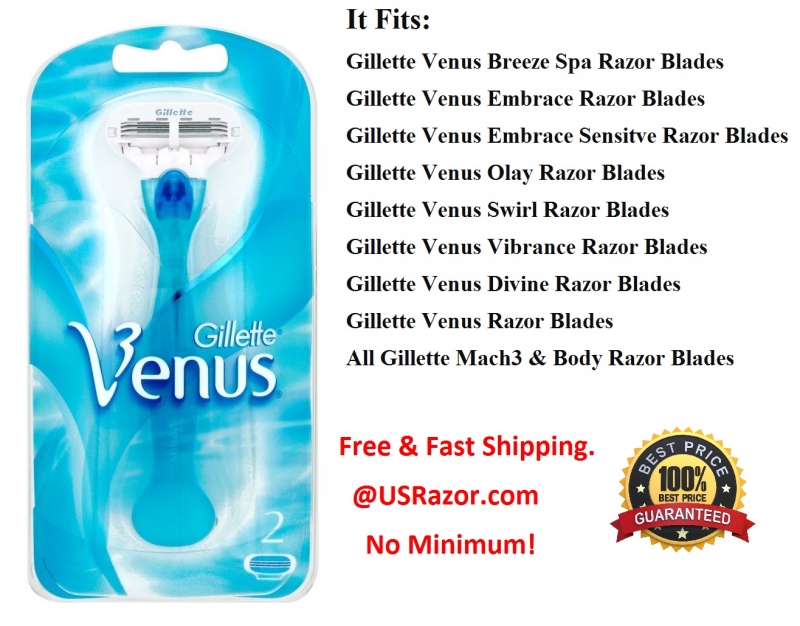 It Fits:
Gillette Venus Breeze Spa Razor Blades
Gillette Venus Embrace Razor Blades
Gillette Venus Embrace Sensitve Razor Blades
Gillette Venus Olay Razor Blades
Gillette Venus Swirl Razor Blades
Gillette Venus Vibrance Razor Blades
Gillette Venus Divine Razor Blades
Gillette Venus Razor Blades
All Gillette Mach3 & Body Razor Blades
Gillette
Gillette
Venus
2
Free & Fast Shipping.
@USRazor.com
No Minimum!
BEST PRICE
100%
BEST PRICE
GUARANTEED